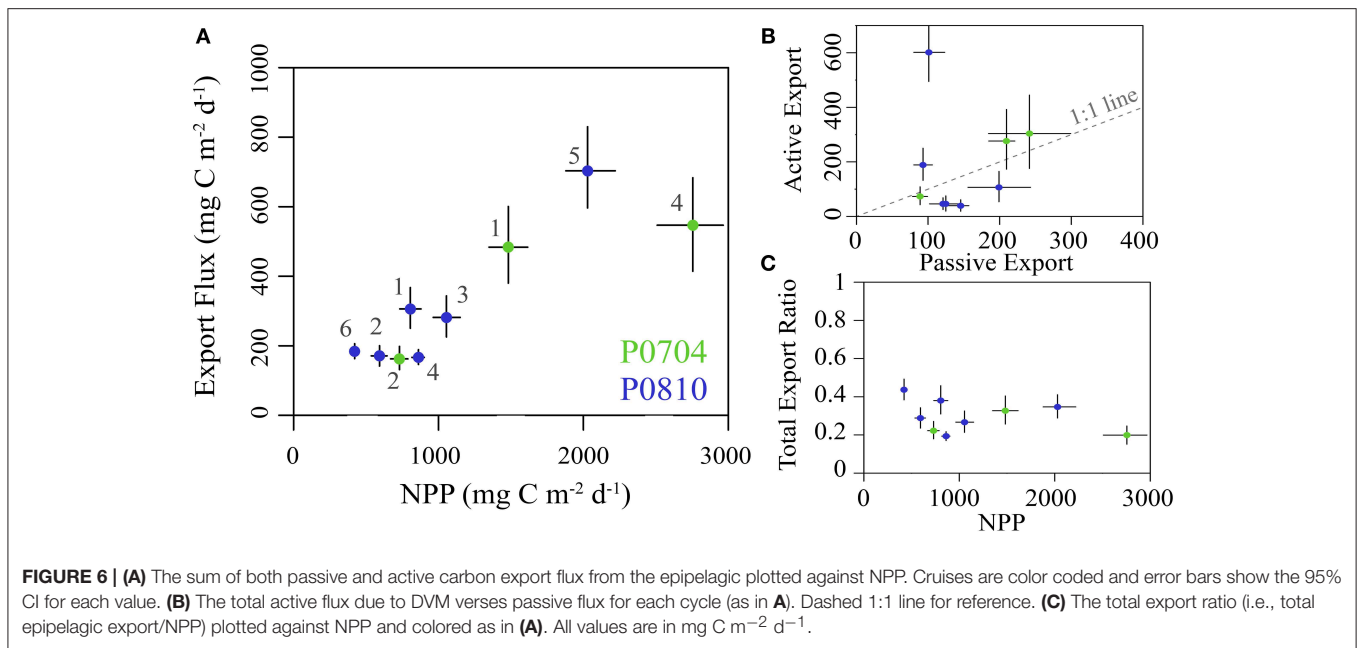 A
Export Flux (mg C m-2 d-1)
1000
800
600
400
200
0
5
4
1
1
3
6
2
2
4
P0704
P0810
0
1000
2000
3000
NPP (mg C m-2 d-1)
B
Active Export
600
400
200
0
1:1 line
0
100
200
300
400
Passive Export
C
Total Export Ratio
1
0.8
0.6
0.4
0.2
0
0
1000
2000
3000
NPP
FIGURE 6 | (A) The sum of both passive and active carbon export flux from the epipelagic plotted against NPP. Cruises are color coded and error bars show the 95%
CI for each value. (B) The total active flux due to DVM verses passive flux for each cycle (as in A). Dashed 1:1 line for reference. (C) The total export ratio (i.e., total
epipelagic export/NPP) plotted against NPP and colored as in (A). All values are in mg C m−2 d−1.